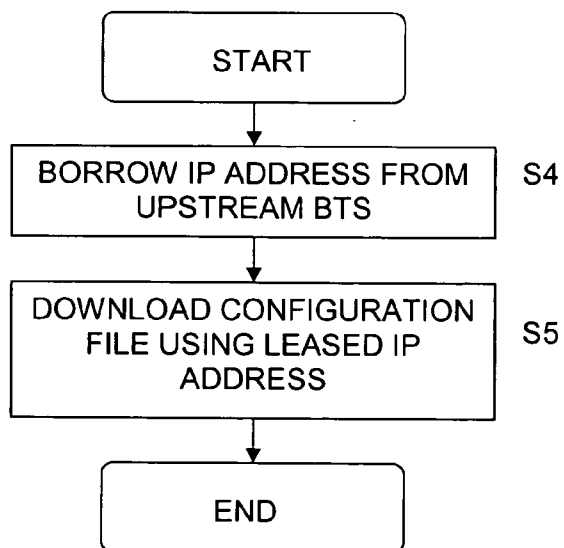 START
BORROW IP ADDRESS FROM
UPSTREAM BTS
S4
DOWNLOAD CONFIGURATION
FILE USING LEASED IP
ADDRESS
S5
END